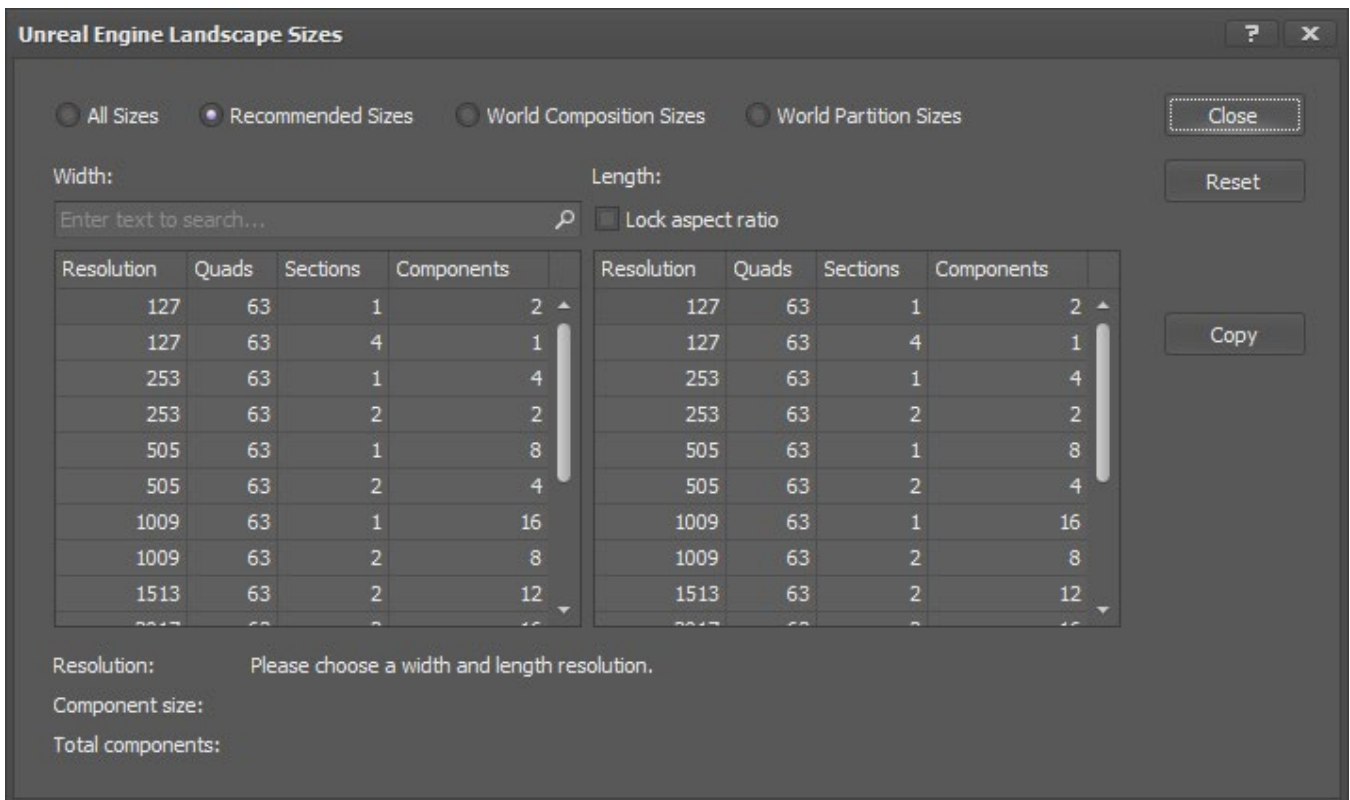 Unreal Engine Landscape Sizes ? X
All Sizes Recommended Sizes World Composition Sizes World Partition Sizes Close
Width: Length: Reset
Enter text to search... Lock aspect ratio
Resolution Quads Sections Components Resolution Quads Sections Components
127 63 1 2 127 63 1 2
127 63 4 1 127 63 4 1 Copy
253 63 1 4 253 63 1 4
253 63 2 2 253 63 2 2
505 63 1 8 505 63 1 8
505 63 2 4 505 63 2 4
1009 63 1 16 1009 63 1 16
1009 63 2 8 1009 63 2 8
1513 63 2 12 1513 63 2 12
Resolution: Please choose a width and length resolution.
Component size:
Total components: